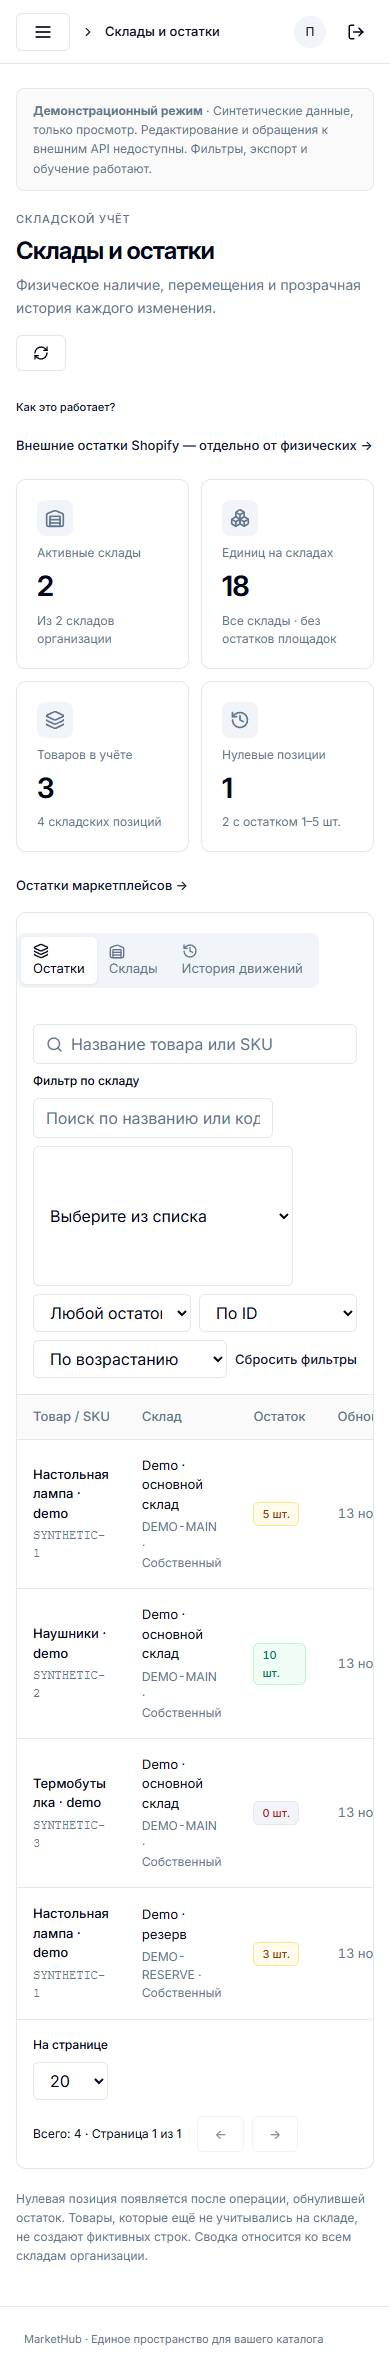 Склады и остатки
П
Демонстрационный режим · Синтетические данные,
только просмотр. Редактирование и обращения к
внешним API недоступны. Фильтры, экспорт и
обучение работают.
СКЛАДСКОЙ УЧЁТ
Склады и остатки
Физическое наличие, перемещения и прозрачная
история каждого изменения.
Как это работает?
Внешние остатки Shopify — отдельно от физических →
Активные склады
2
Из 2 складов
организации
Единиц на складах
18
Все склады · без
остатков площадок
Товаров в учёте
3
4 складских позиций
Нулевые позиции
1
2 с остатком 1–5 шт.
Остатки маркетплейсов →
Остатки
Склады
История движений
Название товара или SKU
Фильтр по складу
Поиск по названию или код
Выберите из списка
Любой остаток
По ID
По возрастанию
Сбросить фильтры
Товар / SKU
Склад
Остаток
Обно
Настольная
лампа ·
demo
SYNTHETIC-
1
Demo ·
основной
склад
DEMO-MAIN
·
Собственный
5 шт.
13 но
Наушники ·
demo
SYNTHETIC-
2
Demo ·
основной
склад
DEMO-MAIN
·
Собственный
10
шт.
13 но
Термобуты
лка · demo
SYNTHETIC-
3
Demo ·
основной
склад
DEMO-MAIN
·
Собственный
0 шт.
13 но
Настольная
лампа ·
demo
SYNTHETIC-
1
Demo ·
резерв
DEMO-
RESERVE ·
Собственный
3 шт.
13 но
На странице
20
Всего: 4 · Страница 1 из 1
←
→
Нулевая позиция появляется после операции, обнулившей
остаток. Товары, которые ещё не учитывались на складе,
не создают фиктивных строк. Сводка относится ко всем
складам организации.
MarketHub · Единое пространство для вашего каталога